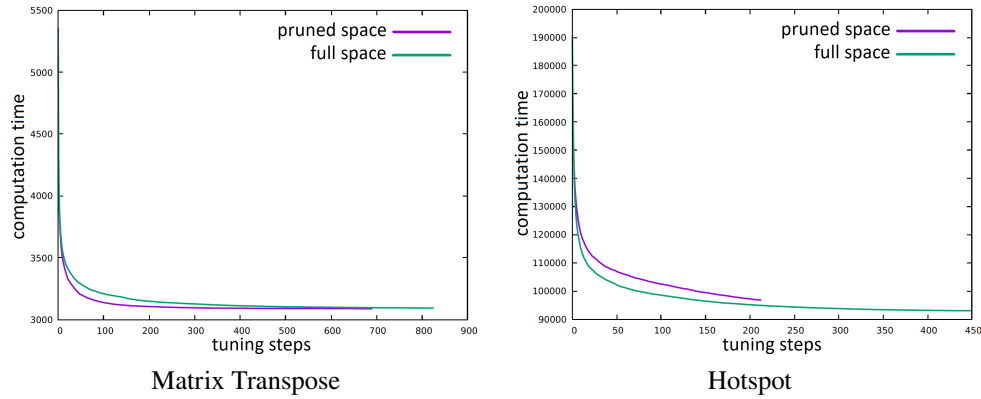 5500
5000
4500
4000
3500
3000
computation time
pruned space
full space
0 100 200 300 400 500 600 700 800 900
tuning steps
Matrix Transpose
200000
190000
180000
170000
160000
150000
140000
130000
120000
110000
100000
90000
computation time
pruned space
full space
0 50 100 150 200 250 300 350 400 450
tuning steps
Hotspot